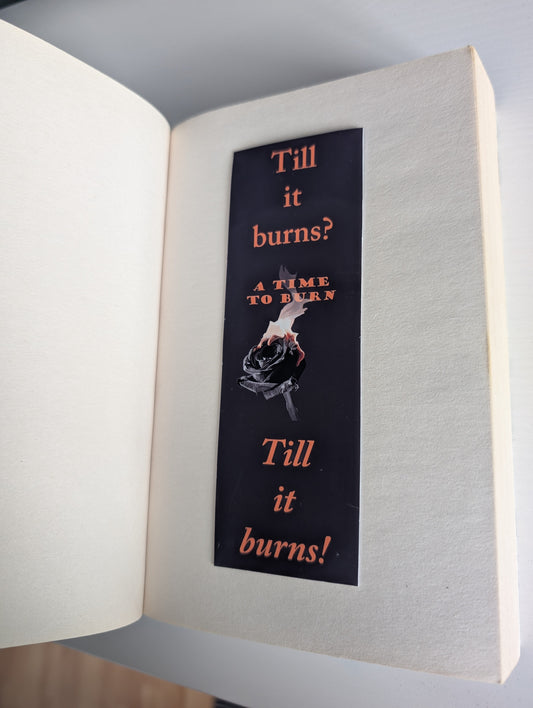 Till
it
burns?
A TIME
TO BURN
Till
it
burns!